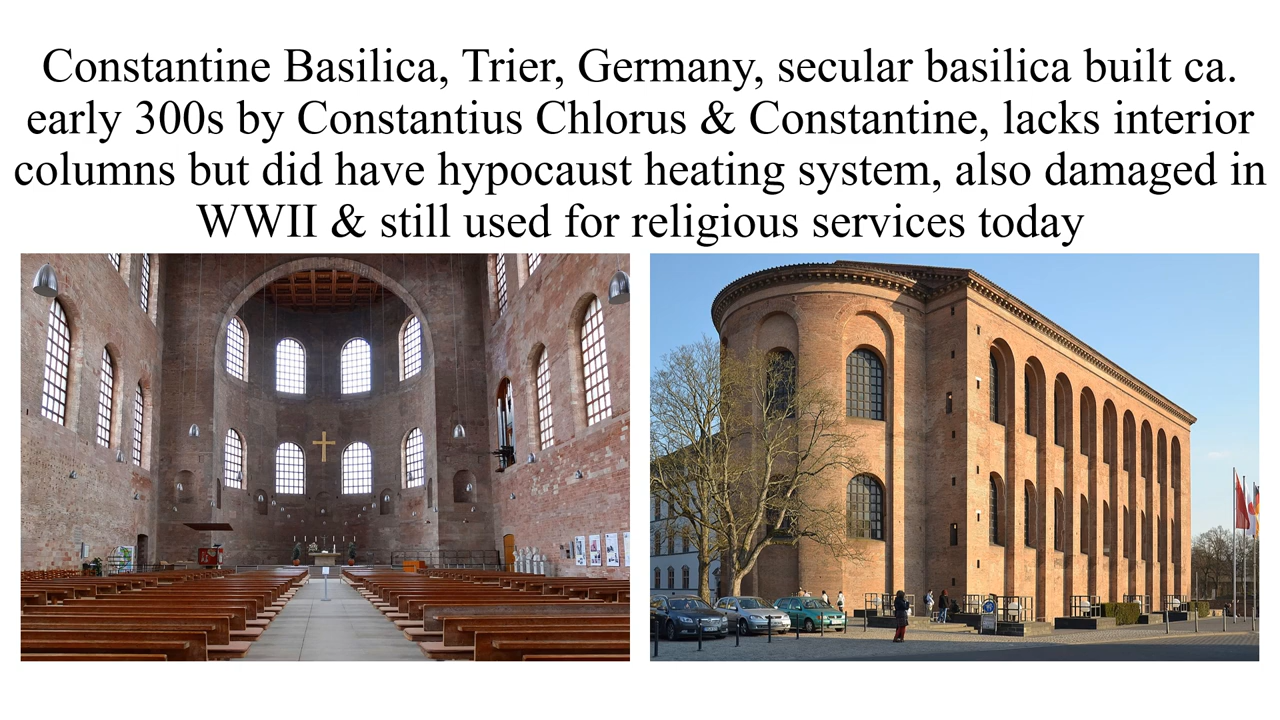 Constantine Basilica, Trier, Germany, secular basilica built ca.
early 300s by Constantius Chlorus & Constantine, lacks interior
columns but did have hypocaust heating system, also damaged in
WWII & still used for religious services today